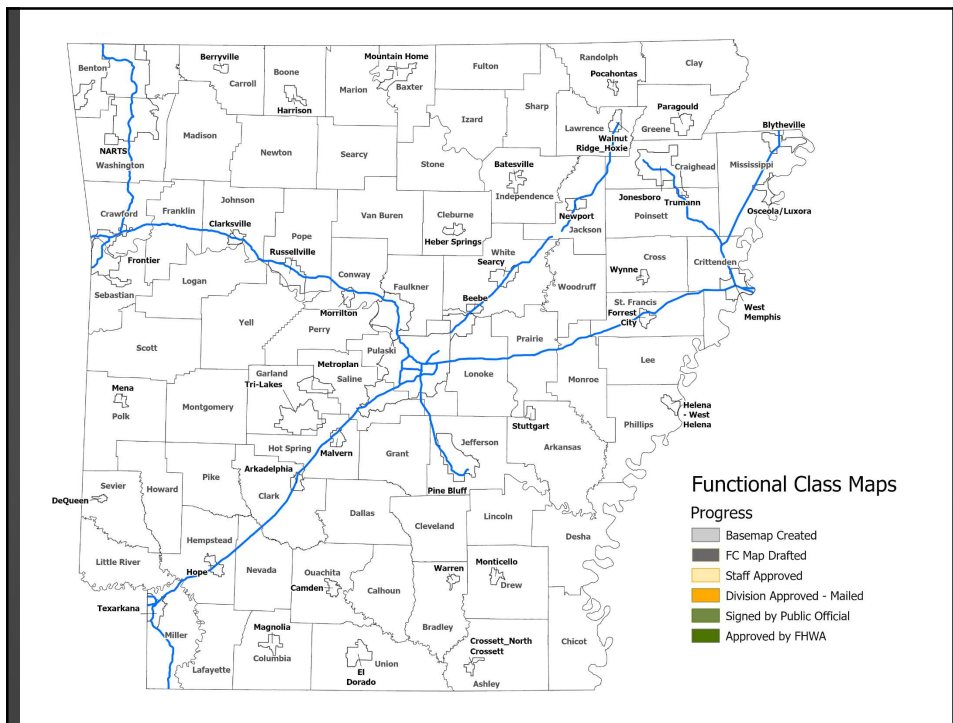 Berryville
Mountain Home
Fulton
Randolph
Clay
Benton
Boone
Carroll
Marion
Baxter
Pocahontas
Harrison
Sharp
Paragould
Izard
Blytheville
Lawrence
Greene
Madison
Walnut
Ridge_Hoxie
NARTS
Newton
Searcy
Stone
Batesville
Washington
Craighead
Mississippi
Independence
Jonesboro
Trumann
Johnson
Franklin
Van Buren
Cleburne
Newport
Poinsett
Osceola/Luxora
Crawford
Clarksville
Pope
Heber Springs
Jackson
White
Cross
Frontier
Russellville
Searcy
Wynne
Crittenden
Logan
Conway
Faulkner
Woodruff
Sebastian
Beebe
St. Francis
Morrilton
Forrest
City
West
Memphis
Yell
Perry
Prairie
Scott
Pulaski
Lee
Metroplan
Garland
Saline
Lonoke
Monroe
Tri-Lakes
Mena
Polk
Montgomery
Helena
- West
Helena
Stuttgart
Phillips
Hot Spring
Malvern
Grant
Jefferson
Arkansas
Arkadelphia
Pike
Sevier
Howard
Clark
Pine Bluff
DeQueen
Dallas
Lincoln
Cleveland
Desha
Hempstead
Little River
Hope
Nevada
Ouachita
Warren
Monticello
Camden
Calhoun
Drew
Texarkana
Miller
Magnolia
Bradley
Columbia
Crossett_North
Crossett
Chicot
Lafayette
Union
El
Dorado
Ashley
Functional Class Maps
Progress
Basemap Created
FC Map Drafted
Staff Approved
Division Approved - Mailed
Signed by Public Official
Approved by FHWA